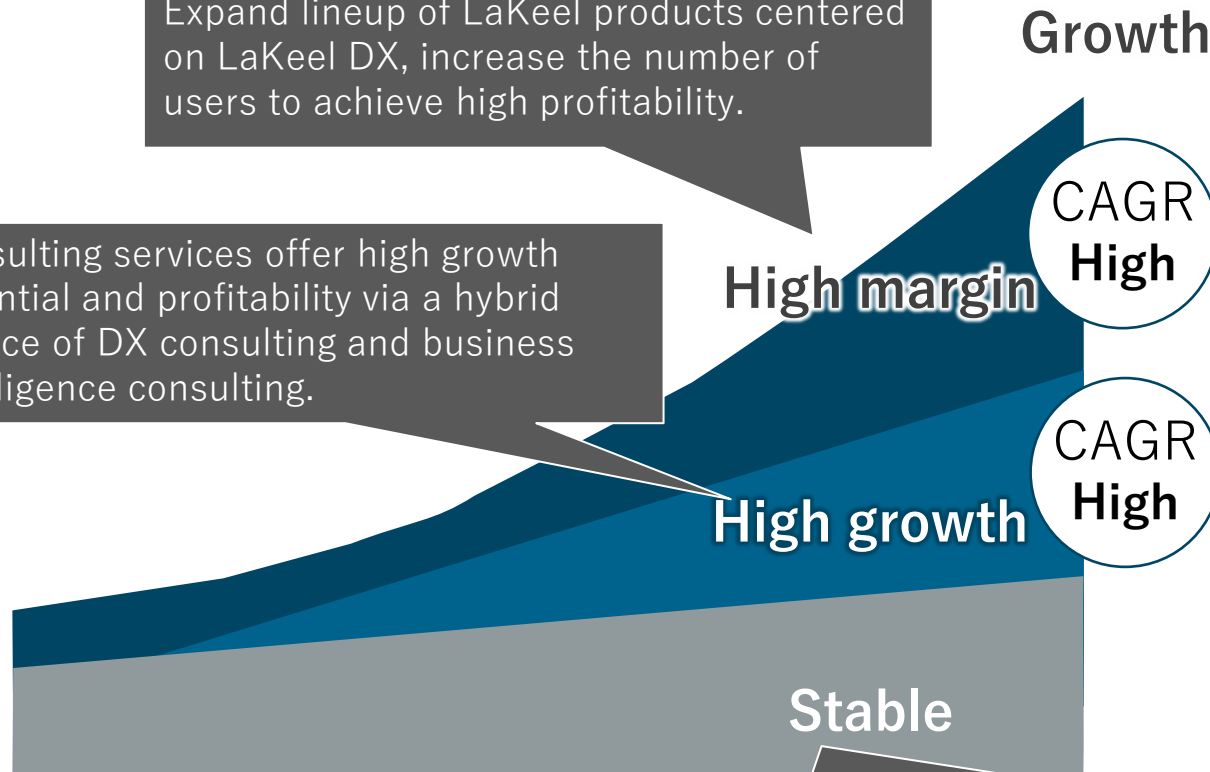 Expand lineup of LaKeel products centered
on LaKeel DX, increase the number of
users to achieve high profitability.
Growth
CAGR
High
High margin
sulting services offer high growth
ntial and profitability via a hybrid
ce of DX consulting and business
lligence consulting.
CAGR
High
High growth
Stable